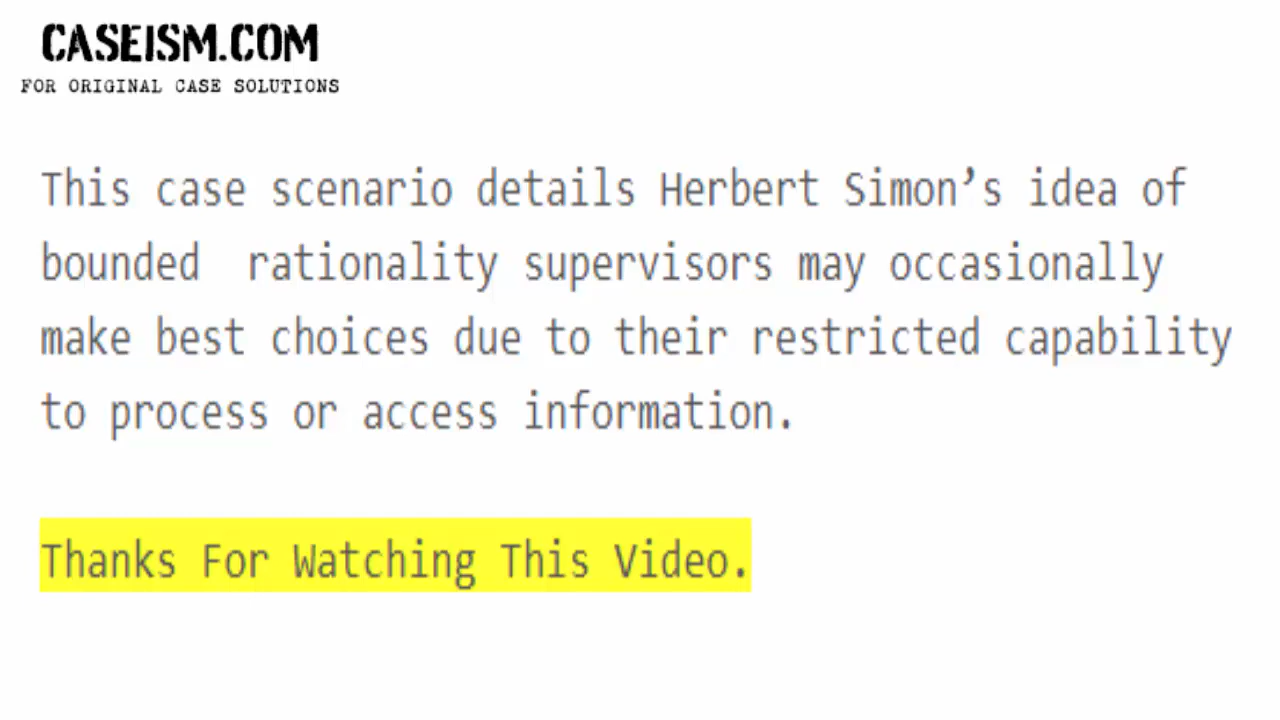 CASEISM.COM
FOR ORIGINAL CASE SOLUTIONS
This case scenario details Herbert Simon’s idea of
bounded  rationality supervisors may occasionally
make best choices due to their restricted capability
to process or access information.
Thanks For Watching This Video.